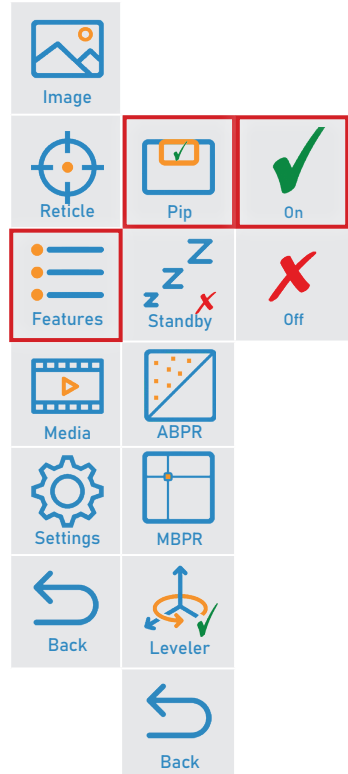 Image
Reticle
Pip
On
Features
Standby
Off
Media
ABPR
Settings
MBPR
Back
Leveler
Back